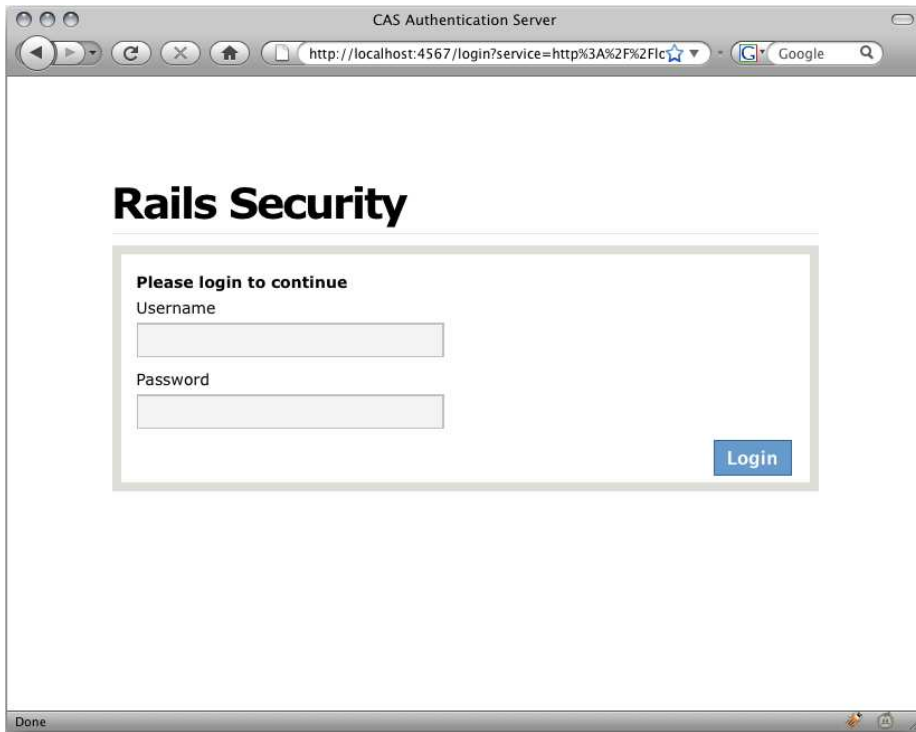 CAS Authentication Server
http://localhost:4567/login?service=http%3A%2F%2Flc
G
Google
Rails Security
Please login to continue
Username
Password
Login
Done